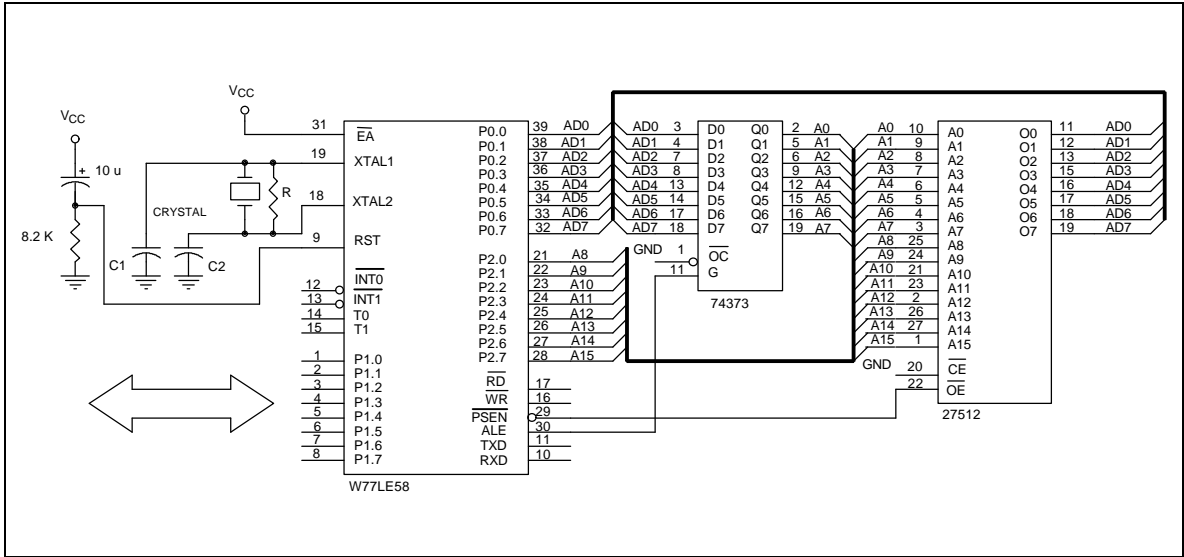 VCC
VCC
+ 10 u
8.2 K
CRYSTAL
R
C1
C2
31 EA
19 XTAL1
18 XTAL2
9 RST
12 INT0
13 INT1
14 T0
15 T1
1 P1.0
2 P1.1
3 P1.2
4 P1.3
5 P1.4
6 P1.5
7 P1.6
8 P1.7
P0.0 39 AD0
P0.1 38 AD1
P0.2 37 AD2
P0.3 36 AD3
P0.4 35 AD4
P0.5 34 AD5
P0.6 33 AD6
P0.7 32 AD7
P2.0 21 A8
P2.1 22 A9
P2.2 23 A10
P2.3 24 A11
P2.4 25 A12
P2.5 26 A13
P2.6 27 A14
P2.7 28 A15
RD 17
WR 16
PSEN 29
ALE 30
TXD 11
RXD 10
W77LE58
AD0 3 D0 Q0 2 A0
AD1 4 D1 Q1 5 A1
AD2 7 D2 Q2 6 A2
AD3 8 D3 Q3 9 A3
AD4 13 D4 Q4 12 A4
AD5 14 D5 Q5 15 A5
AD6 17 D6 Q6 16 A6
AD7 18 D7 Q7 19 A7
GND 1 OC
11 G
74373
A0 10 A0
A1 9 A1
A2 8 A2
A3 7 A3
A4 6 A4
A5 5 A5
A6 4 A6
A7 3 A7
A8 25 A8
A9 24 A9
A10 21 A10
A11 23 A11
A12 2 A12
A13 26 A13
A14 27 A14
A15 1 A15
GND 20 CE
22 OE
O0 11 AD0
O1 12 AD1
O2 13 AD2
O3 15 AD3
O4 16 AD4
O5 17 AD5
O6 18 AD6
O7 19 AD7
27512